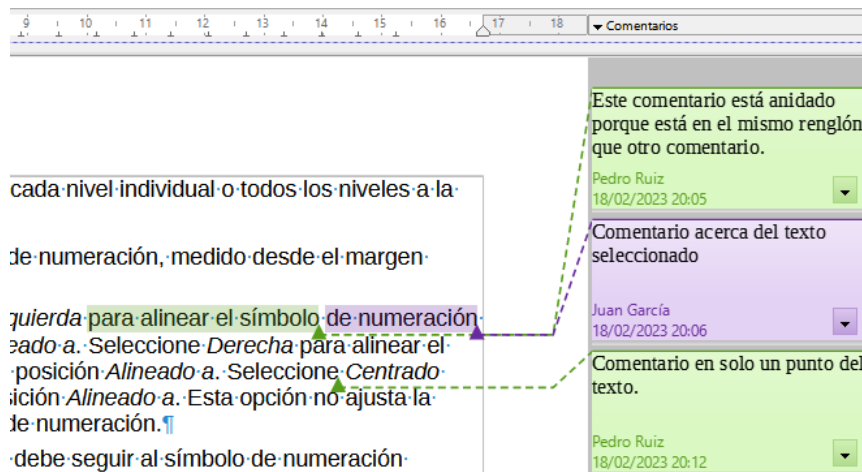 9 10 11 12 13 14 15 16 17 18
Comentarios
cada nivel individual o todos los niveles a la
de numeración, medido desde el margen
quierda para alinear el símbolo de numeración
eado a. Seleccione Derecha para alinear el
posición Alineado a. Seleccione Centrado
ición Alineado a. Esta opción no ajusta la
de numeración.¶
debe seguir al símbolo de numeración
Este comentario está anidado
porque está en el mismo renglón
que otro comentario.
Pedro Ruiz
18/02/2023 20:05
Comentario acerca del texto
seleccionado
Juan García
18/02/2023 20:06
Comentario en solo un punto del
texto.
Pedro Ruiz
18/02/2023 20:12